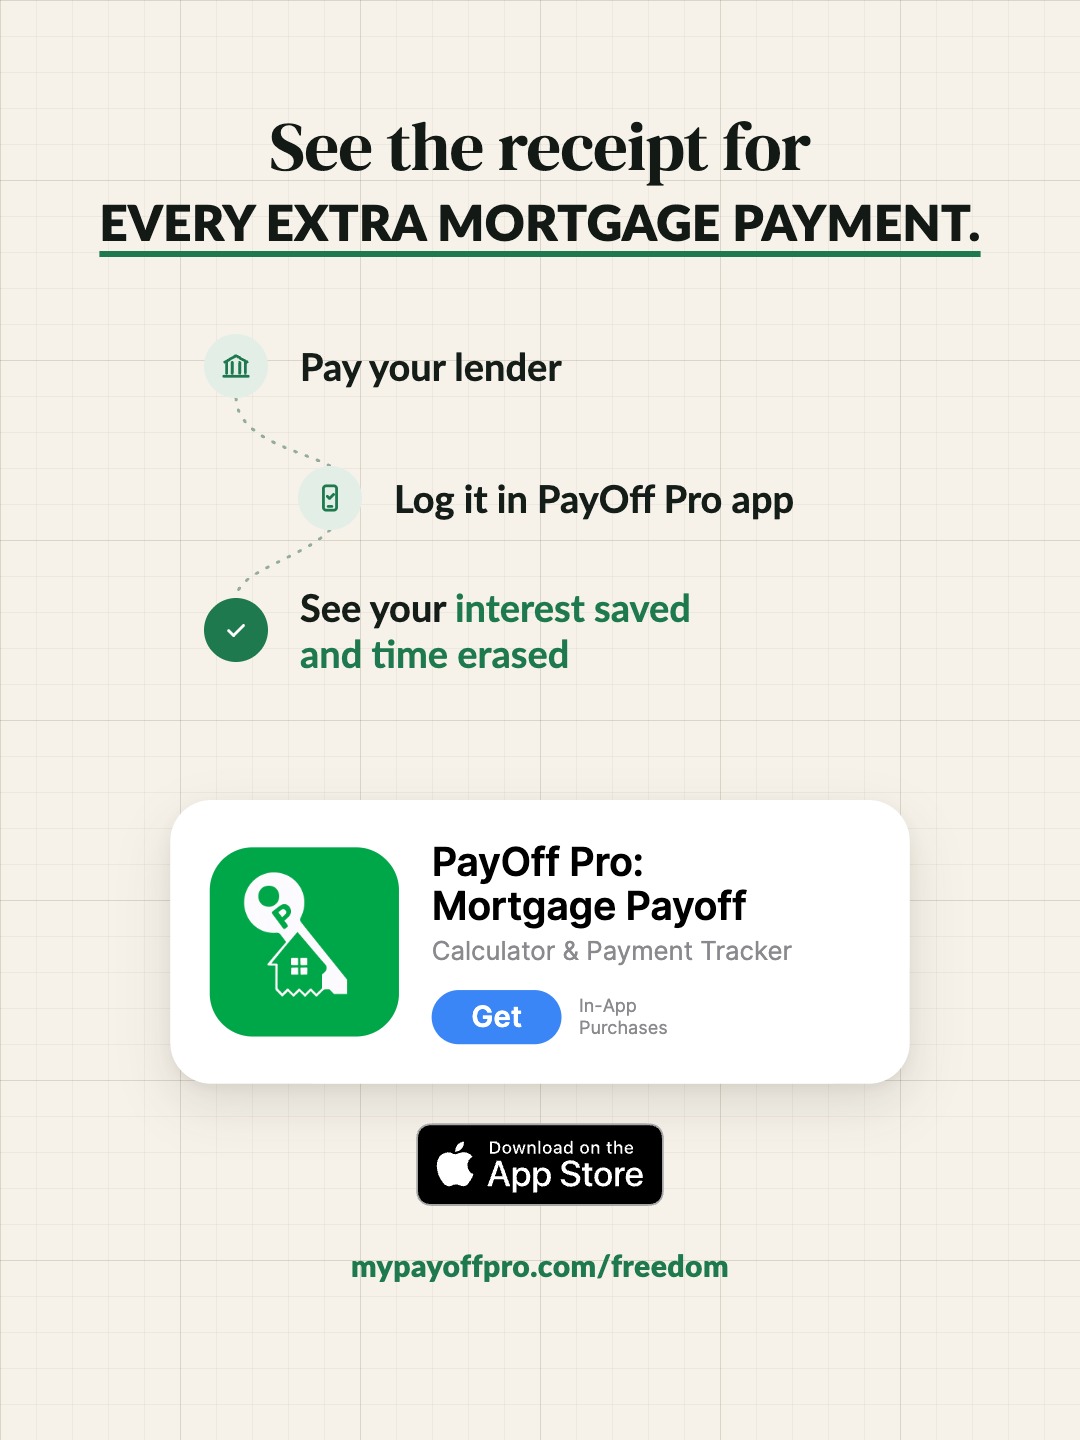 See the receipt for
EVERY EXTRA MORTGAGE PAYMENT.
Pay your lender
Log it in PayOff Pro app
See your interest saved
and time erased
P
PayOff Pro:
Mortgage Payoff
Calculator & Payment Tracker
Get
In-App
Purchases
Download on the
App Store
mypayoffpro.com/freedom